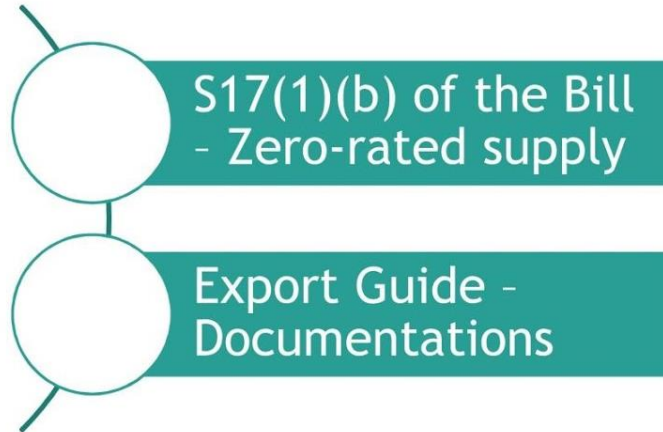 S17(1)(b) of the Bill
– Zero-rated supply
Export Guide –
Documentations